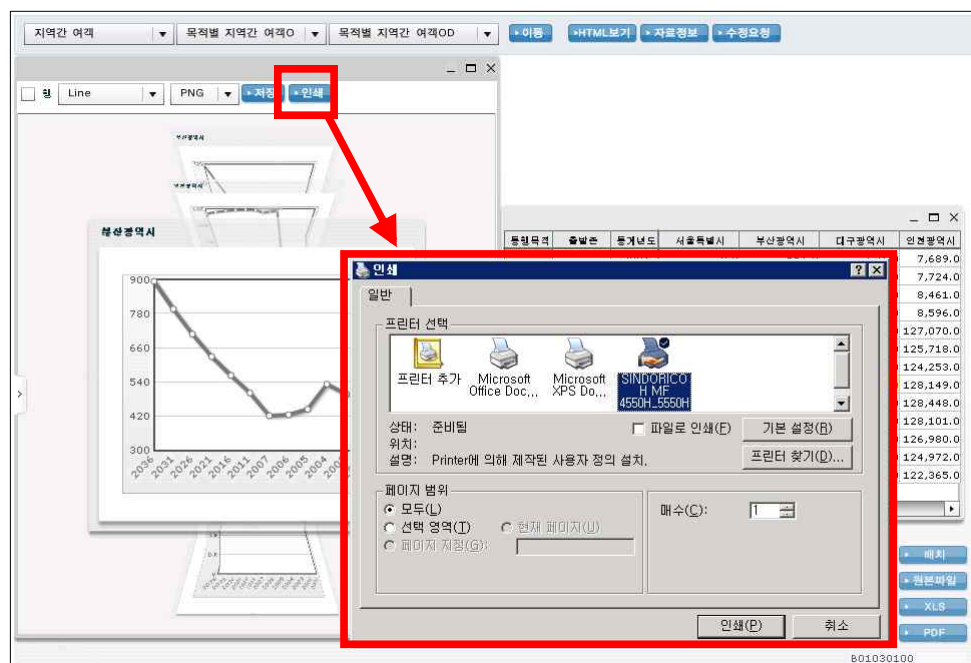 지역간 여객 목적별 지역간 여객O 목적별 지역간 여객OD 이동 HTML보기 자료정보 수정요청
Line PNG 저장 인쇄
부산광역시
부산광역시
부산광역시
900
780
660
540
420
300
2036 2031 2026 2021 2016 2011 2007 2006 2005 2004
통행목적 출발존 통계년도 서울특별시 부산광역시 대구광역시 인천광역시
7,689.0
7,724.0
8,461.0
8,596.0
127,070.0
125,718.0
124,253.0
128,149.0
128,448.0
128,101.0
126,980.0
124,972.0
122,365.0
인쇄
일반
프린터 선택
프린터 추가 Microsoft Office Doc... Microsoft XPS Do... SINDORICOH MF 4550H_5550H
상태: 준비됨
위치:
설명: Printer에 의해 제작된 사용자 정의 설치.
파일로 인쇄(F) 기본 설정(R)
프린터 찾기(D)...
페이지 범위
모두(L)
선택 영역(T) 현재 페이지(U)
페이지 지정(G):
매수(C): 1
인쇄(P) 취소
배치
원본파일
XLS
PDF
B01030100